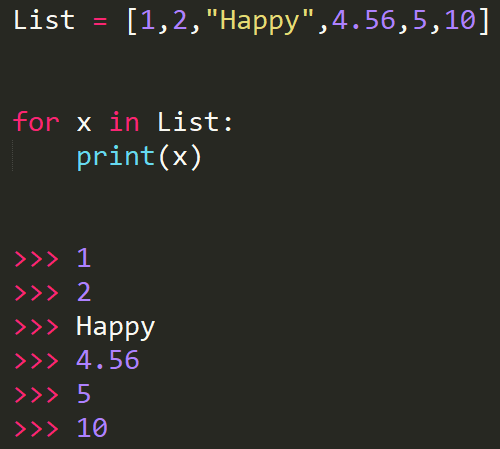 List = [1,2,"Happy",4.56,5,10]
for x in List:
    print(x)
>>> 1
>>> 2
>>> Happy
>>> 4.56
>>> 5
>>> 10